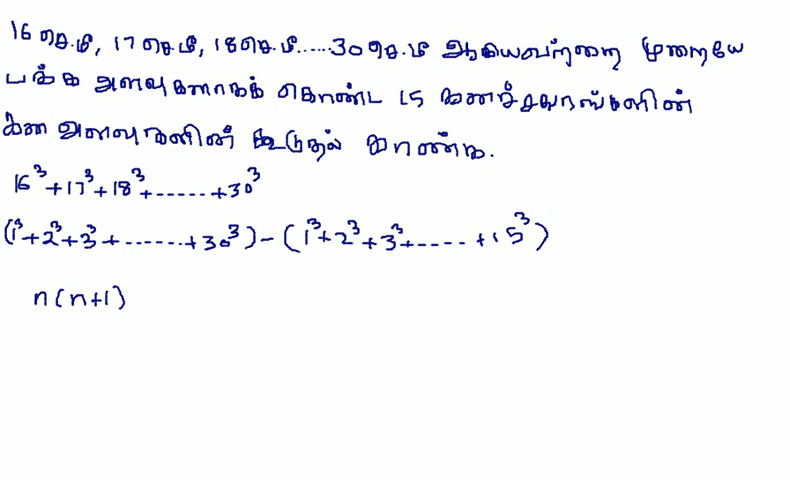 16 செ.மீ, 17 செ.மீ, 18 செ.மீ.....30 செ.மீ ஆகியவற்றை முறையே
பக்க அளவுகளாகக் கொண்ட 15 கனச்சதுரங்களின்
கன அளவுகளின் கூடுதல் காண்க.
16³+17³+18³+......+30³
(1³+2³+3³+......+30³)-(1³+2³+3³+....+15³)
n(n+1)